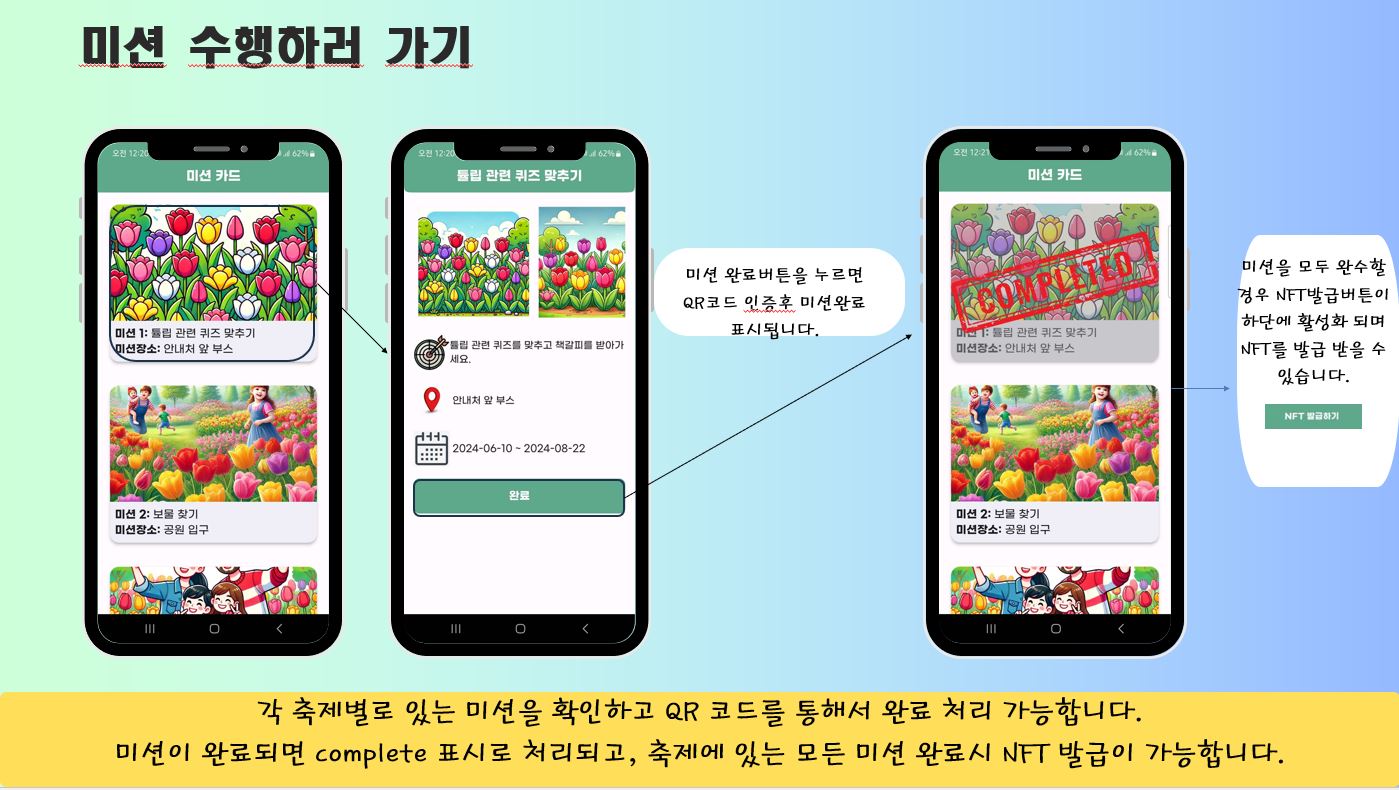 미션 수행하러 가기
오전 12:20
62%
미션 카드
미션 1: 튤립 관련 퀴즈 맞추기
미션장소: 안내처 앞 부스
미션 2: 보물 찾기
미션장소: 공원 입구
오전 12:20
62%
튤립 관련 퀴즈 맞추기
튤립 관련 퀴즈를 맞추고 책갈피를 받아가
세요.
안내처 앞 부스
2024-06-10 ~ 2024-08-22
완료
미션 완료버튼을 누르면
QR코드 인증후 미션완료
표시됩니다.
오전 12:21
62%
미션 카드
COMPLETED
미션 1: 튤립 관련 퀴즈 맞추기
미션장소: 안내처 앞 부스
미션 2: 보물 찾기
미션장소: 공원 입구
미션을 모두 완수할
경우 NFT발급버튼이
하단에 활성화 되며
NFT를 발급 받을 수
있습니다.
NFT 발급하기
각 축제별로 있는 미션을 확인하고 QR 코드를 통해서 완료 처리 가능합니다.
미션이 완료되면 complete 표시로 처리되고, 축제에 있는 모든 미션 완료시 NFT 발급이 가능합니다.